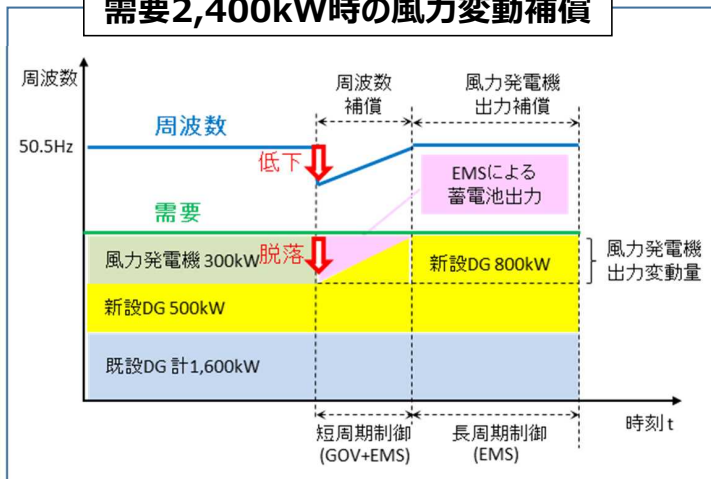 需要2,400kW時の風力変動補償
周波数
50.5Hz
周波数
低下
周波数
補償
風力発電機
出力補償
EMSによる
蓄電池出力
需要
風力発電機 300kW
脱落
新設DG 800kW
風力発電機
出力変動量
新設DG 500kW
既設DG 計1,600kW
時刻 t
短周期制御
(GOV+EMS)
長周期制御
(EMS)